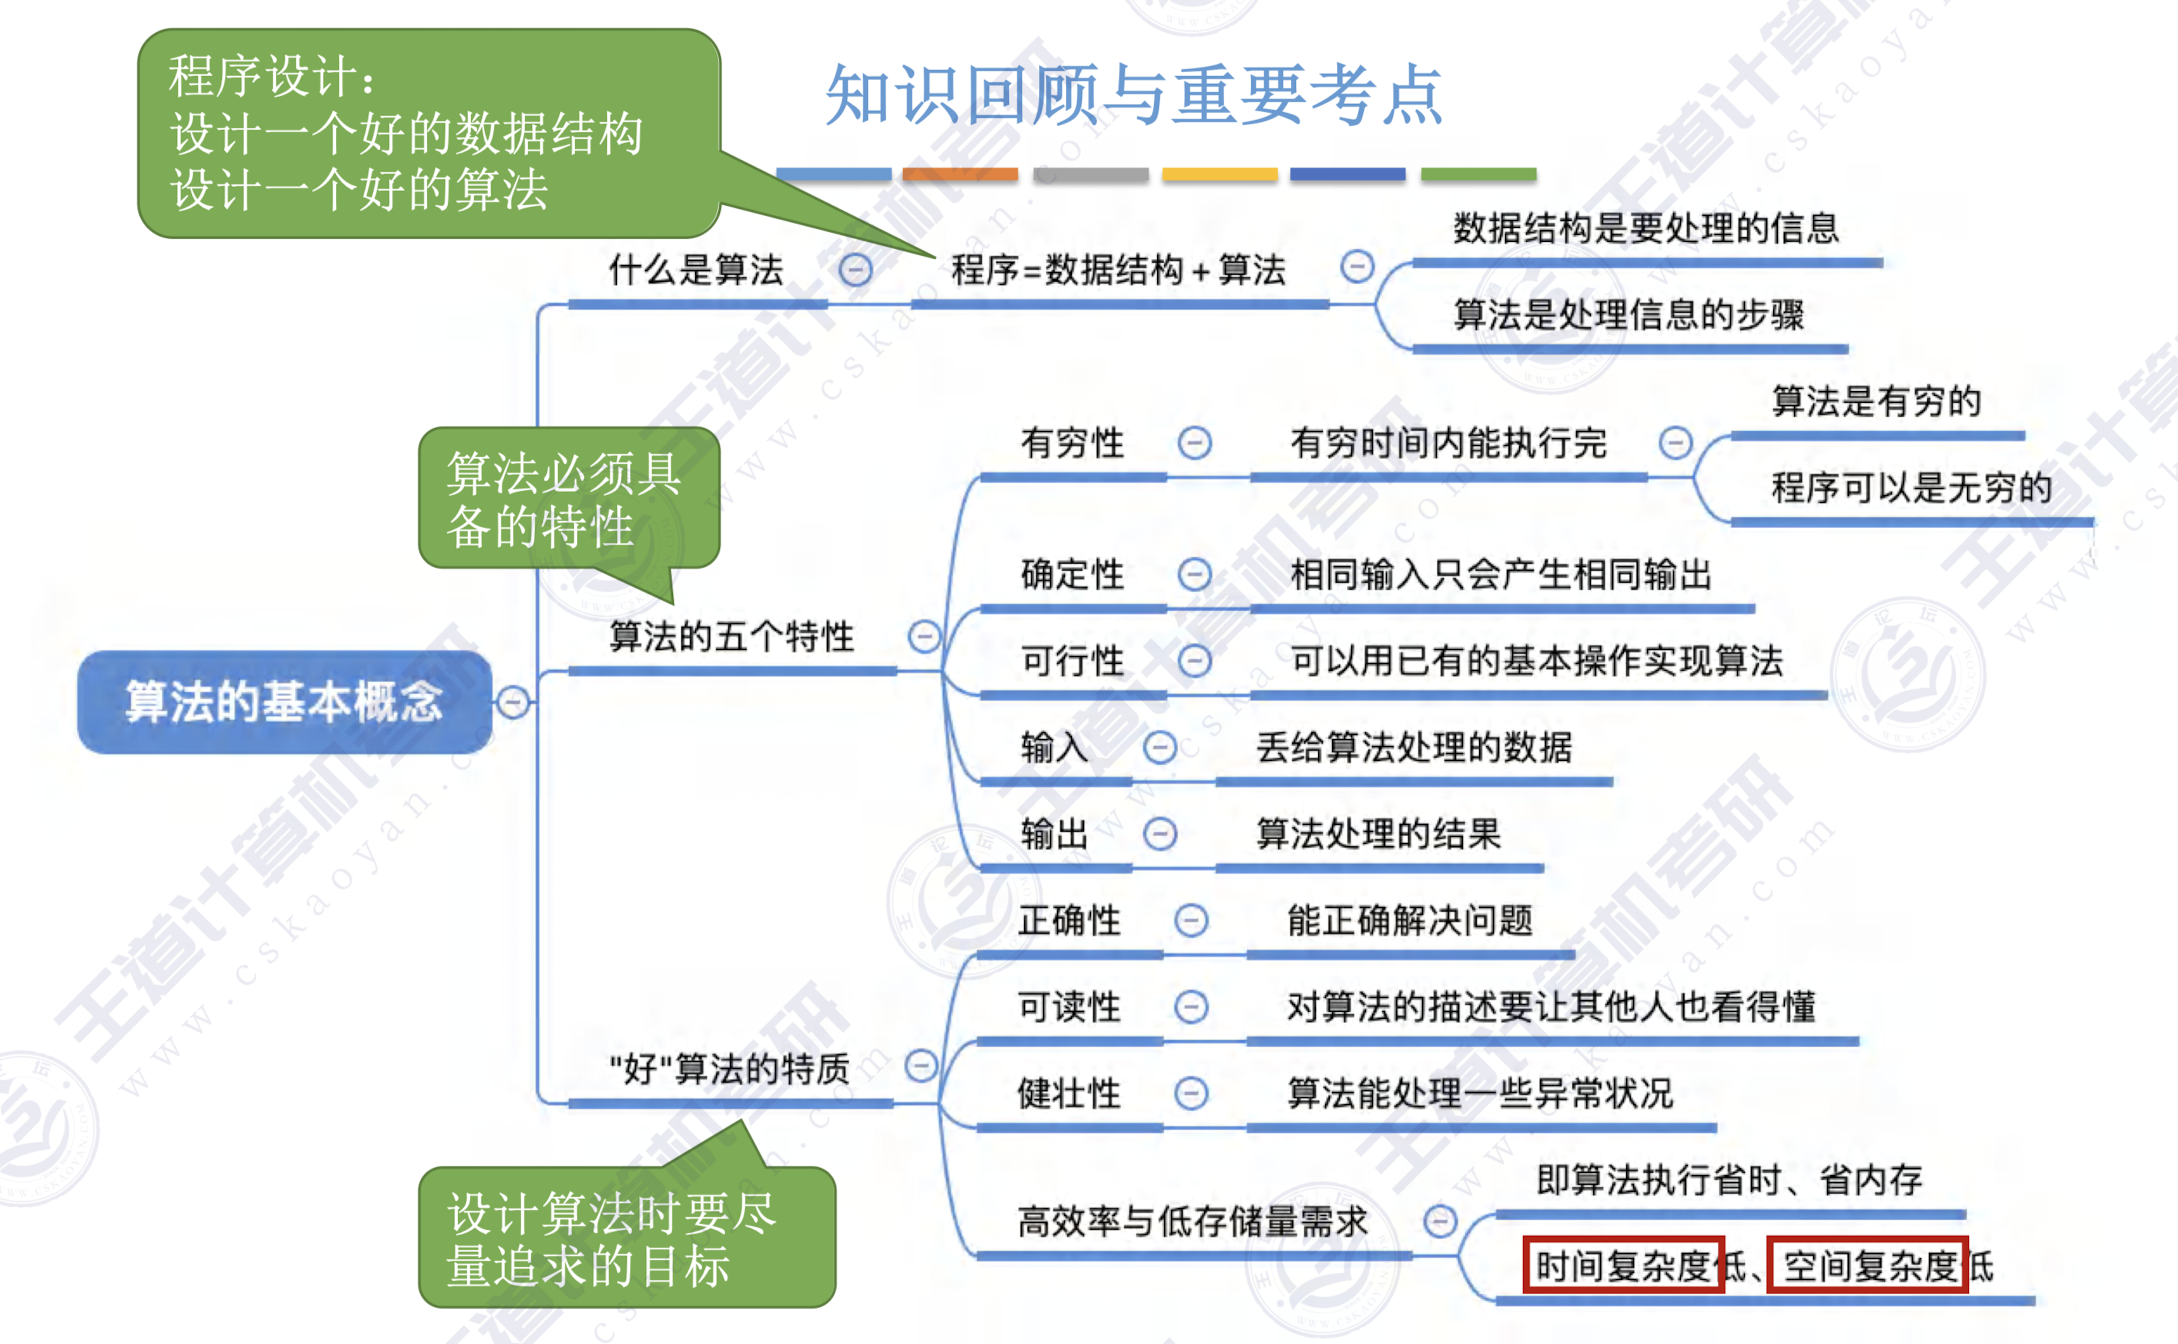 程序设计：
设计一个好的数据结构
设计一个好的算法
知识回顾与重要考点
什么是算法
程序=数据结构+算法
数据结构是要处理的信息
算法是处理信息的步骤
算法必须具
备的特性
算法的基本概念
算法的五个特性
有穷性
有穷时间内能执行完
算法是有穷的
程序可以是无穷的
确定性
相同输入只会产生相同输出
可行性
可以用已有的基本操作实现算法
输入
丢给算法处理的数据
输出
算法处理的结果
"好"算法的特质
正确性
能正确解决问题
可读性
对算法的描述要让其他人也看得懂
健壮性
算法能处理一些异常状况
高效率与低存储量需求
即算法执行省时、省内存
时间复杂度低、空间复杂度低
设计算法时要尽
量追求的目标
王道计算机考研
www.cskaoyan.com